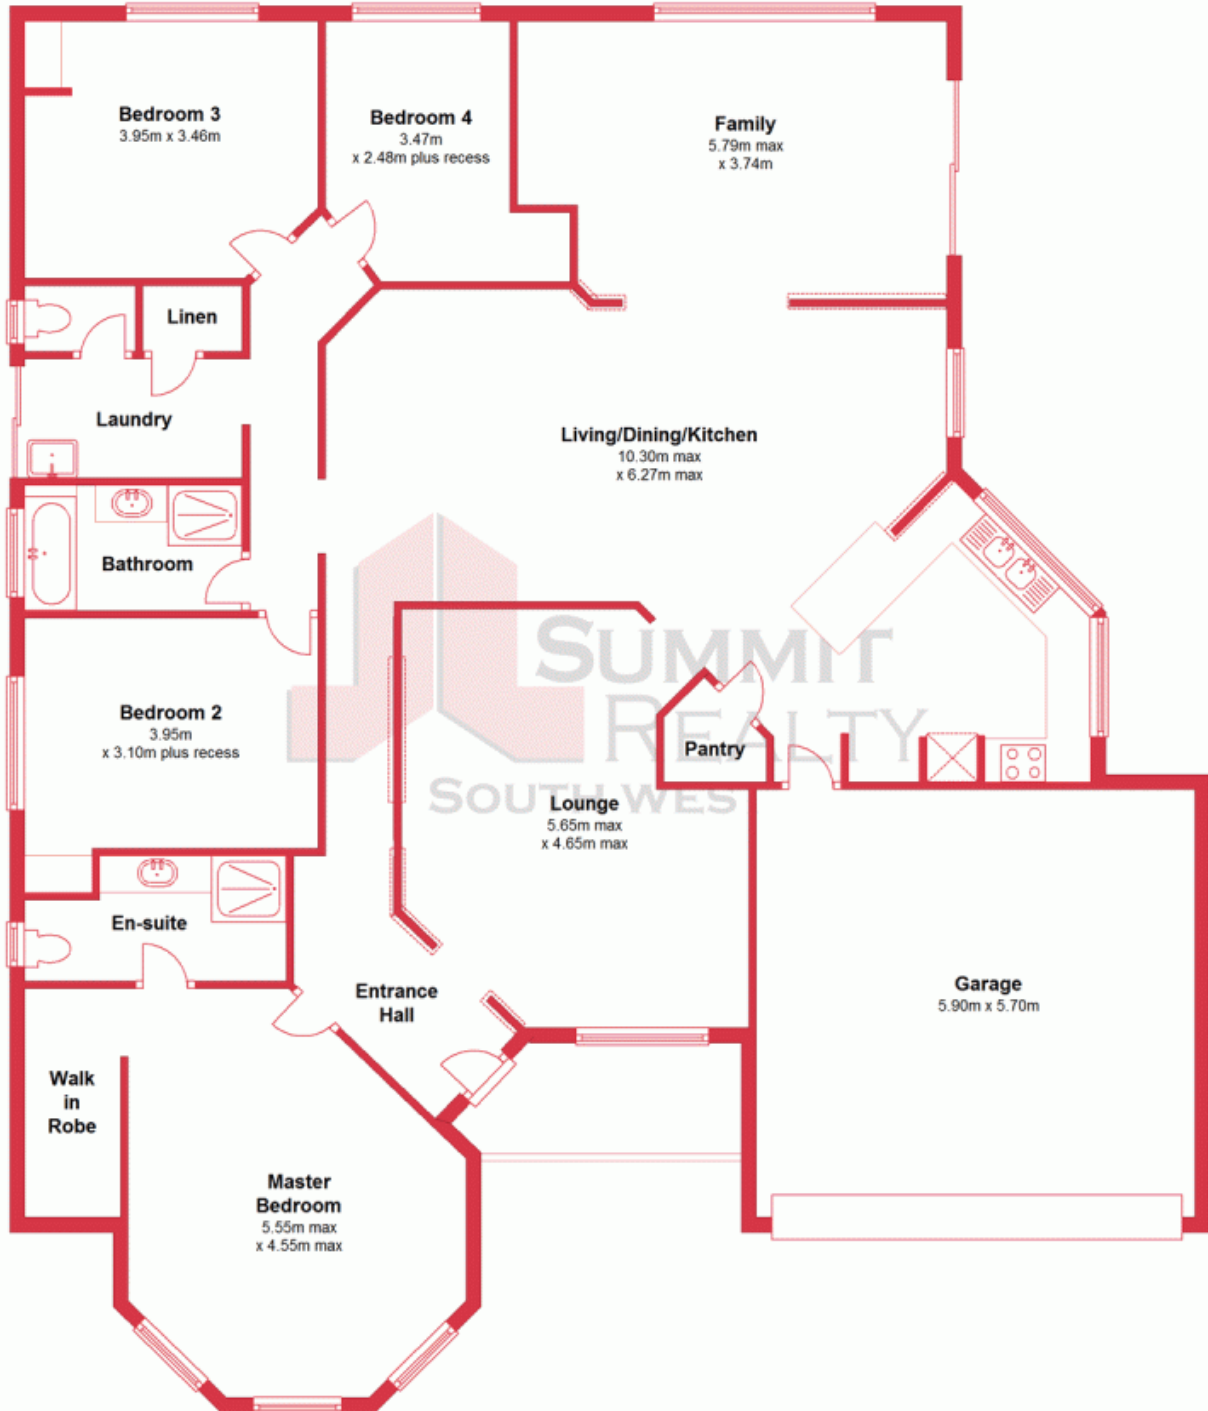 Bedroom 3
3.95m x 3.46m
Bedroom 4
3.47m
x 2.48m plus recess
Family
5.79m max
x 3.74m
Linen
Laundry
Living/Dining/Kitchen
10.30m max
x 6.27m max
Bathroom
SUMMIT
REALTY
SOUTH WES
Bedroom 2
3.95m
x 3.10m plus recess
Pantry
Lounge
5.65m max
x 4.65m max
En-suite
Entrance
Hall
Garage
5.90m x 5.70m
Walk
in
Robe
Master
Bedroom
5.55m max
x 4.55m max